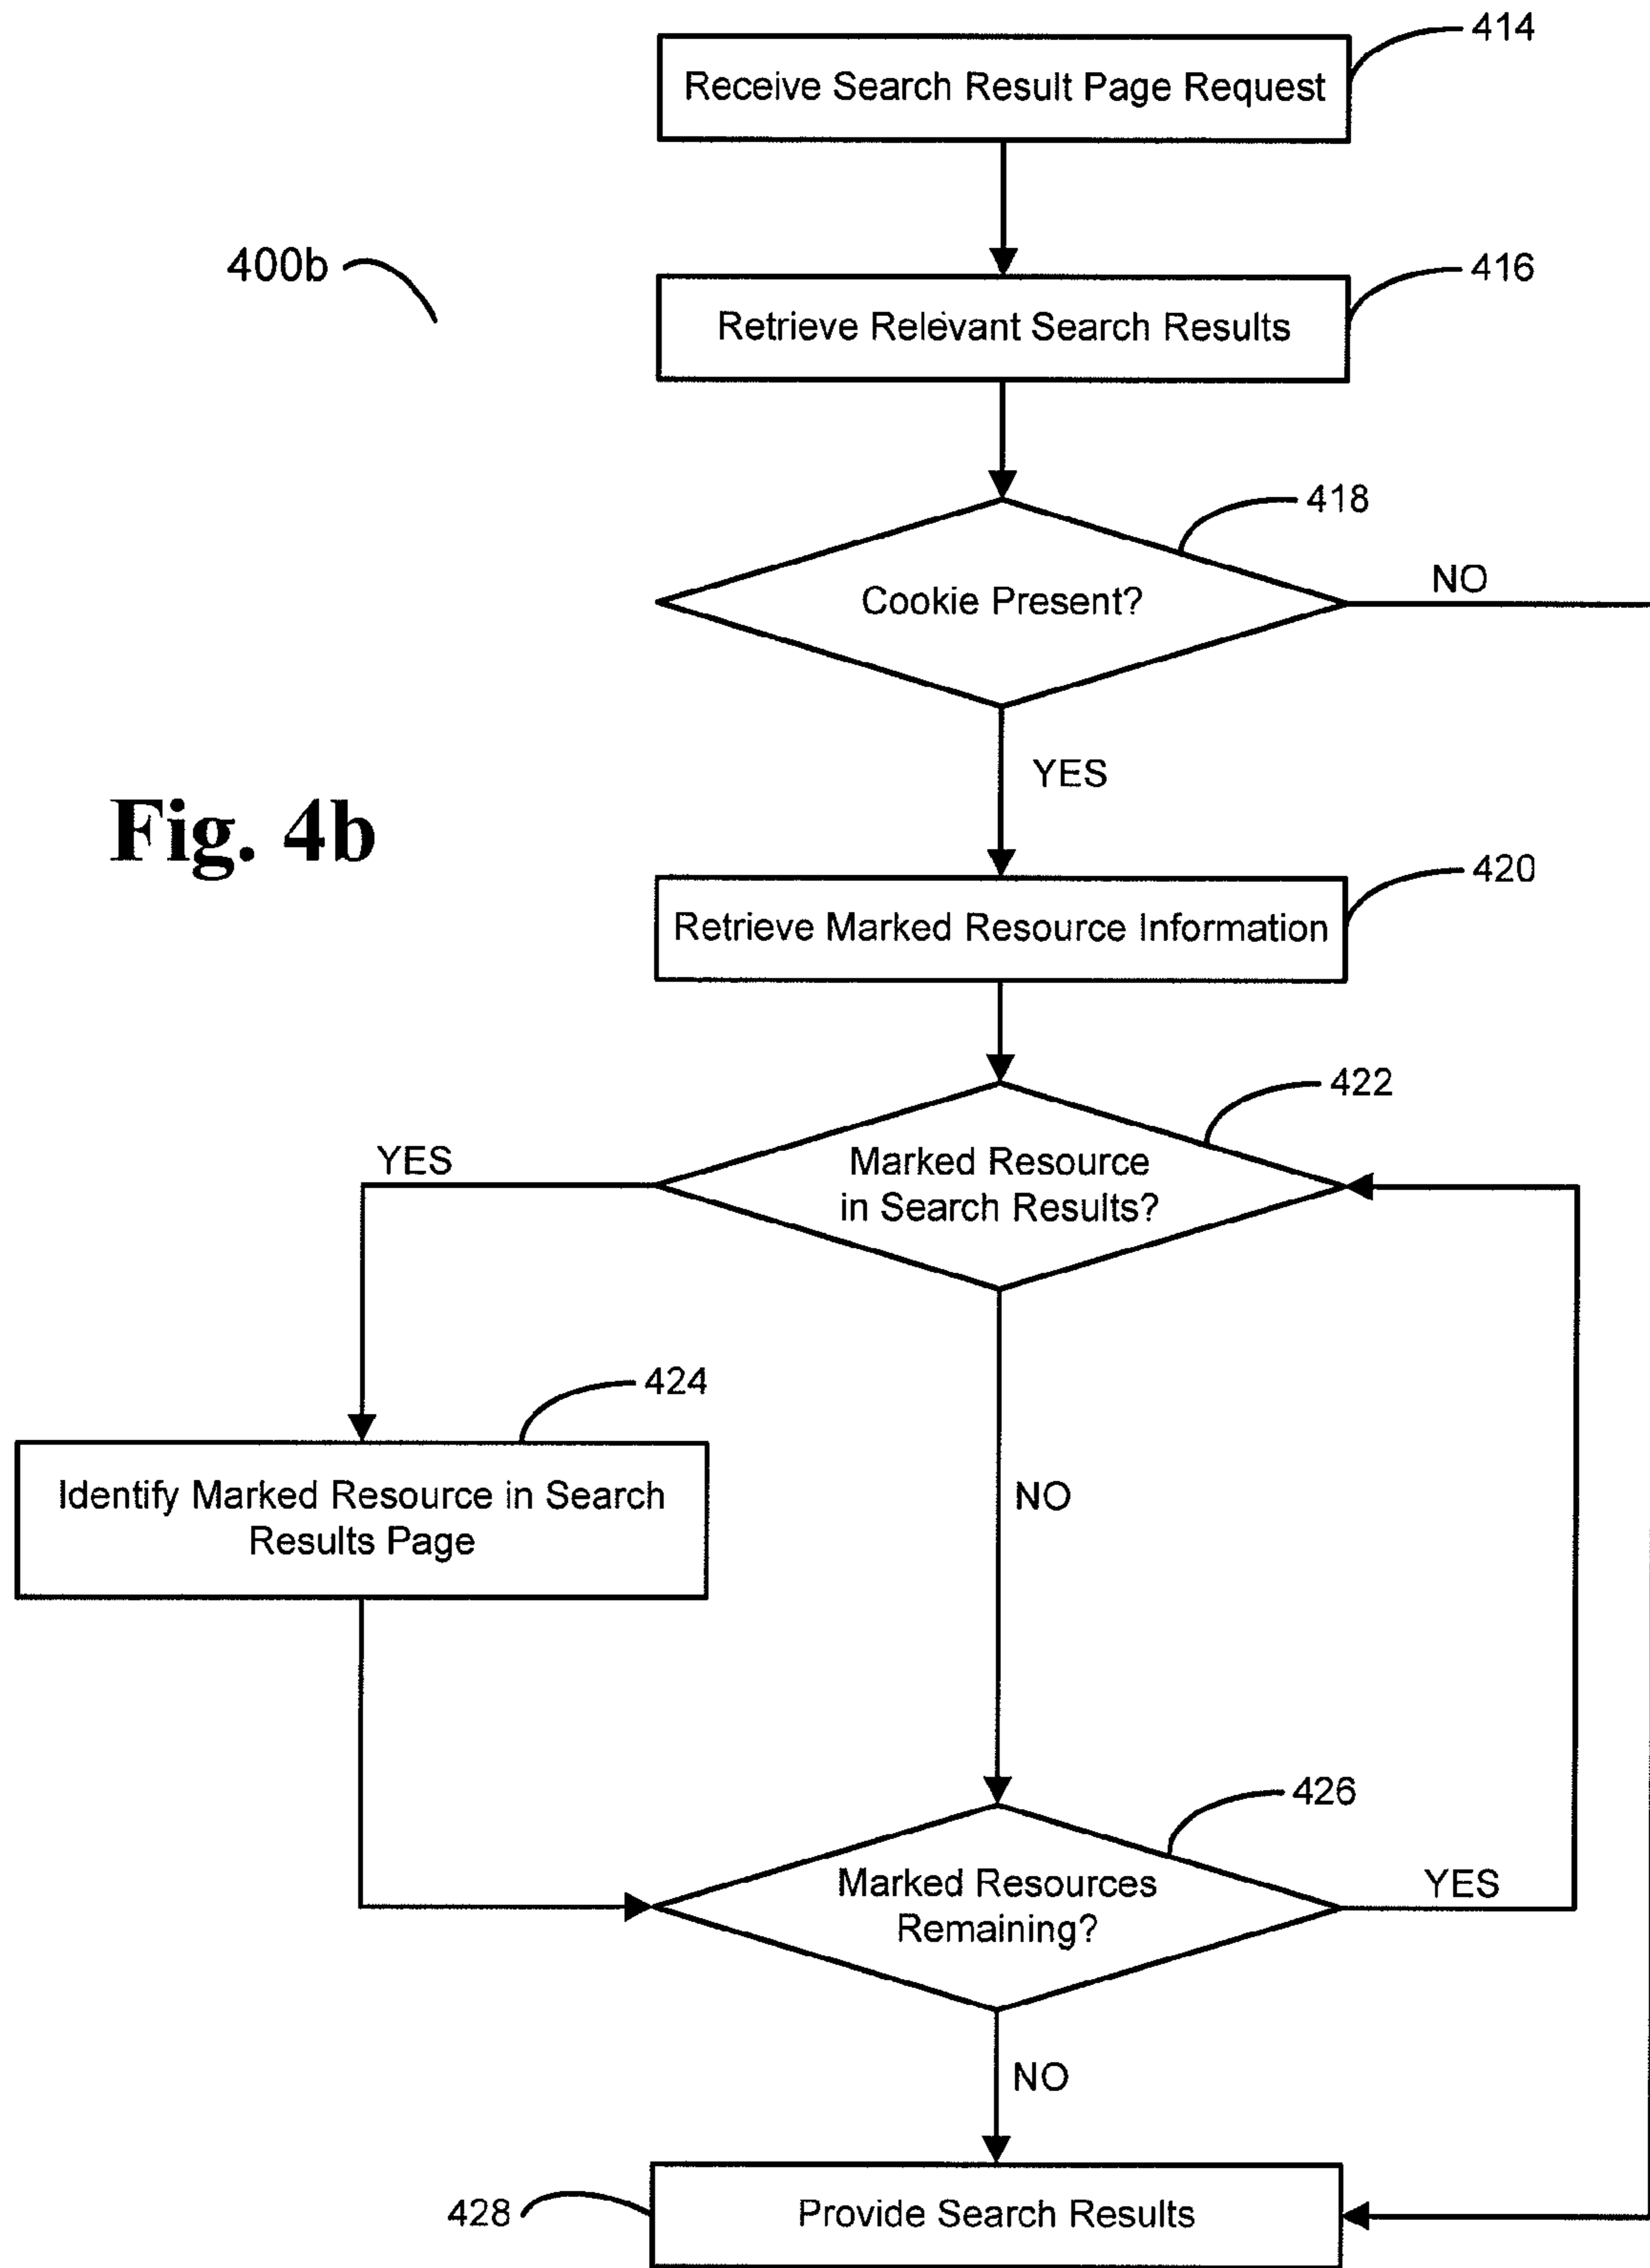 414
Receive Search Result Page Request
400b
416
Retrieve Relevant Search Results
418
Cookie Present?
NO
YES
Fig. 4b
420
Retrieve Marked Resource Information
422
YES
Marked Resource
in Search Results?
424
Identify Marked Resource in Search
Results Page
NO
426
Marked Resources
Remaining?
YES
NO
428
Provide Search Results